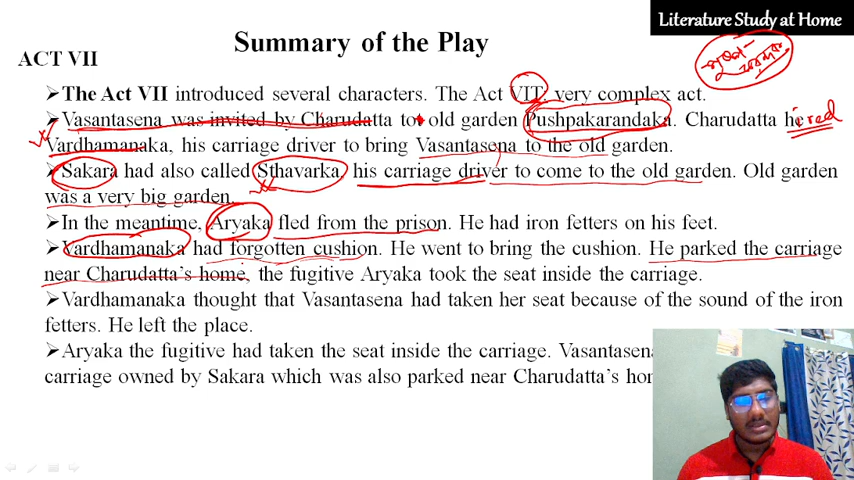 Literature Study at Home
Summary of the Play
ACT VII
➢The Act VII introduced several characters. The Act VII very complex act.
➢Vasantasena was invited by Charudatta to old garden Pushpakarandaka. Charudatta hired
Vardhamanaka, his carriage driver to bring Vasantasena to the old garden.
➢Sakara had also called Sthavarka, his carriage driver to come to the old garden. Old garden
was a very big garden.
➢In the meantime, Aryaka fled from the prison. He had iron fetters on his feet.
➢Vardhamanaka had forgotten cushion. He went to bring the cushion. He parked the carriage
near Charudatta's home, the fugitive Aryaka took the seat inside the carriage.
➢Vardhamanaka thought that Vasantasena had taken her seat because of the sound of the iron
fetters. He left the place.
➢Aryaka the fugitive had taken the seat inside the carriage. Vasantasena
carriage owned by Sakara which was also parked near Charudatta's